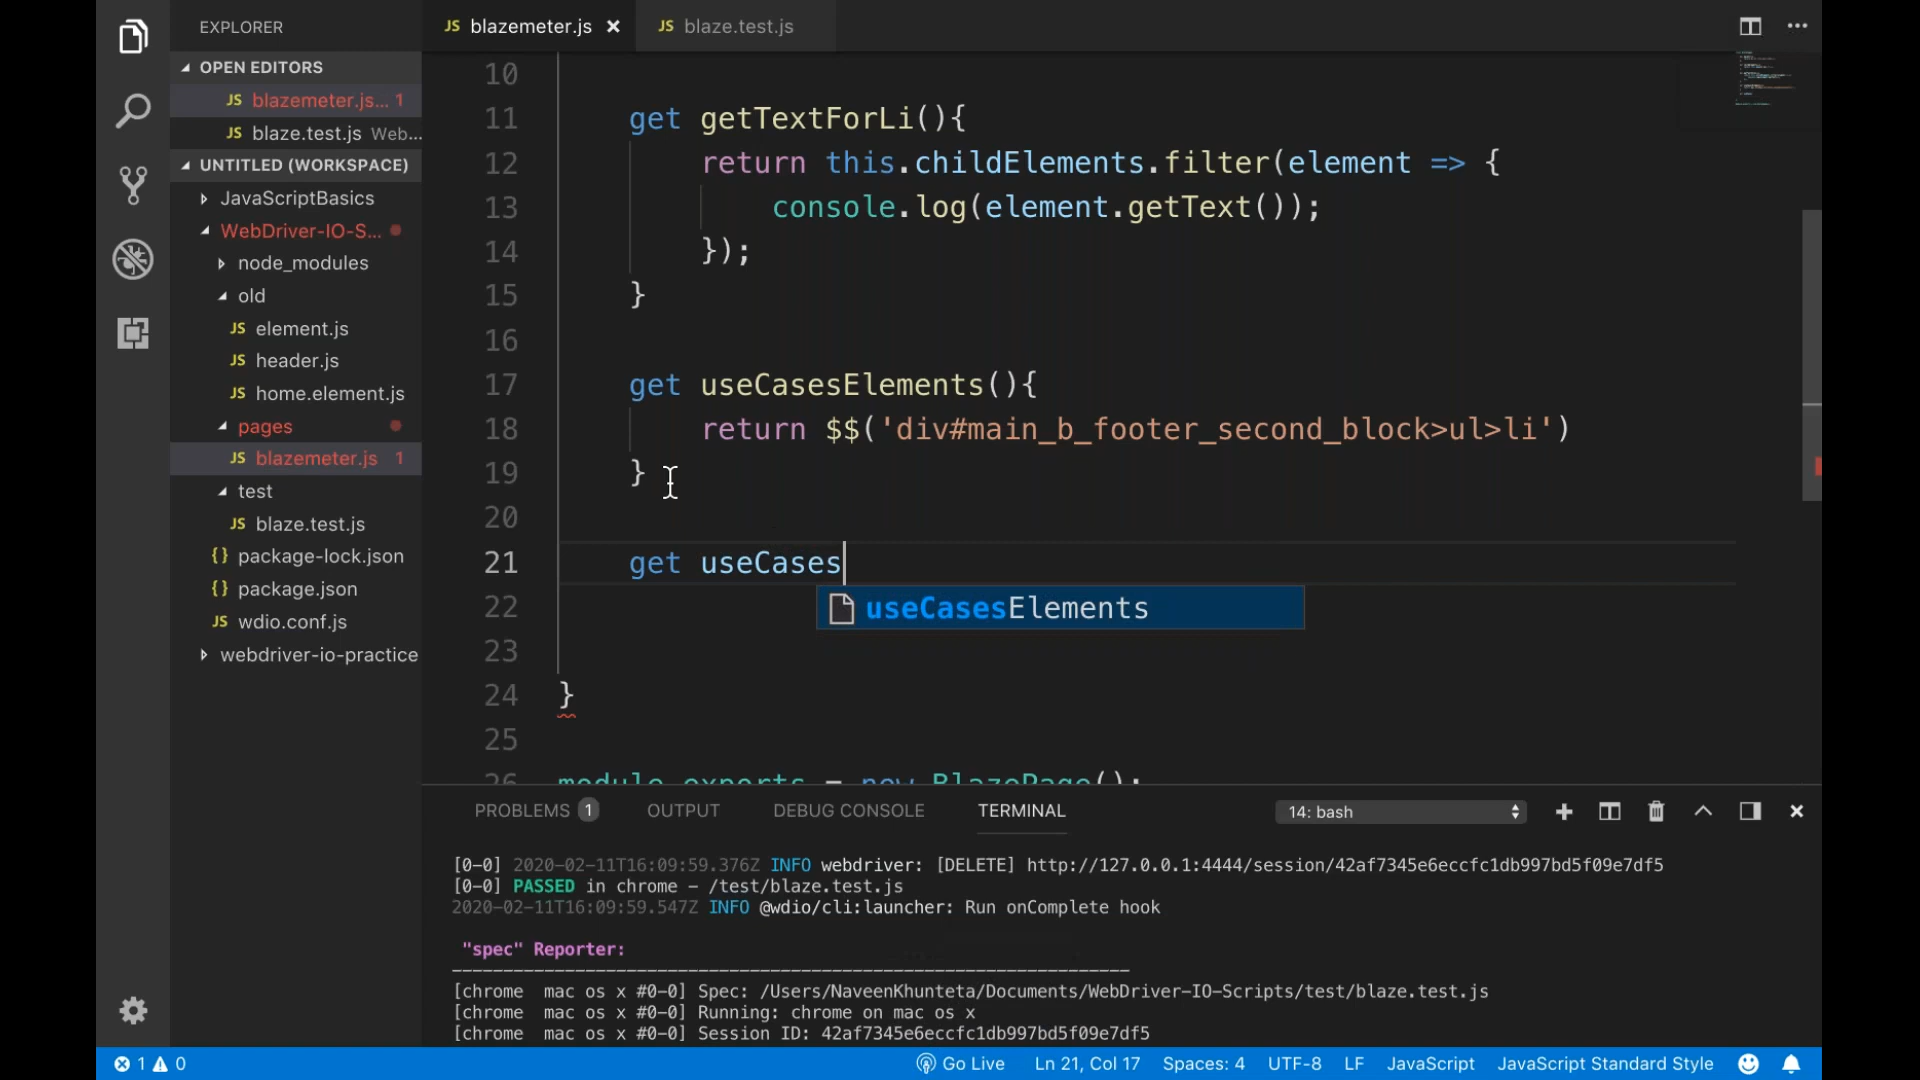 EXPLORER
OPEN EDITORS
JS blazemeter.js... 1
JS blaze.test.js Web...
UNTITLED (WORKSPACE)
JavaScriptBasics
WebDriver-IO-S...
node_modules
old
JS element.js
JS header.js
JS home.element.js
pages
JS blazemeter.js 1
test
JS blaze.test.js
{} package-lock.json
{} package.json
JS wdio.conf.js
webdriver-io-practice
JS blazemeter.js
JS blaze.test.js
10
11 get getTextForLi(){
12 return this.childElements.filter(element => {
13 console.log(element.getText());
14 });
15 }
16
17 get useCasesElements(){
18 return $$('div#main_b_footer_second_block>ul>li')
19 }
20
21 get useCases
useCasesElements
22
23
24 }
25
26 module.exports = new BlazePage();
PROBLEMS 1 OUTPUT DEBUG CONSOLE TERMINAL 14: bash
[0-0] 2020-02-11T16:09:59.376Z INFO webdriver: [DELETE] http://127.0.0.1:4444/session/42af7345e6eccfc1db997bd5f09e7df5
[0-0] PASSED in chrome - /test/blaze.test.js
2020-02-11T16:09:59.547Z INFO @wdio/cli:launcher: Run onComplete hook
"spec" Reporter:
------------------------------------------------------------------
[chrome mac os x #0-0] Spec: /Users/NaveenKhunteta/Documents/WebDriver-IO-Scripts/test/blaze.test.js
[chrome mac os x #0-0] Running: chrome on mac os x
[chrome mac os x #0-0] Session ID: 42af7345e6eccfc1db997bd5f09e7df5
1 0 Go Live Ln 21, Col 17 Spaces: 4 UTF-8 LF JavaScript JavaScript Standard Style